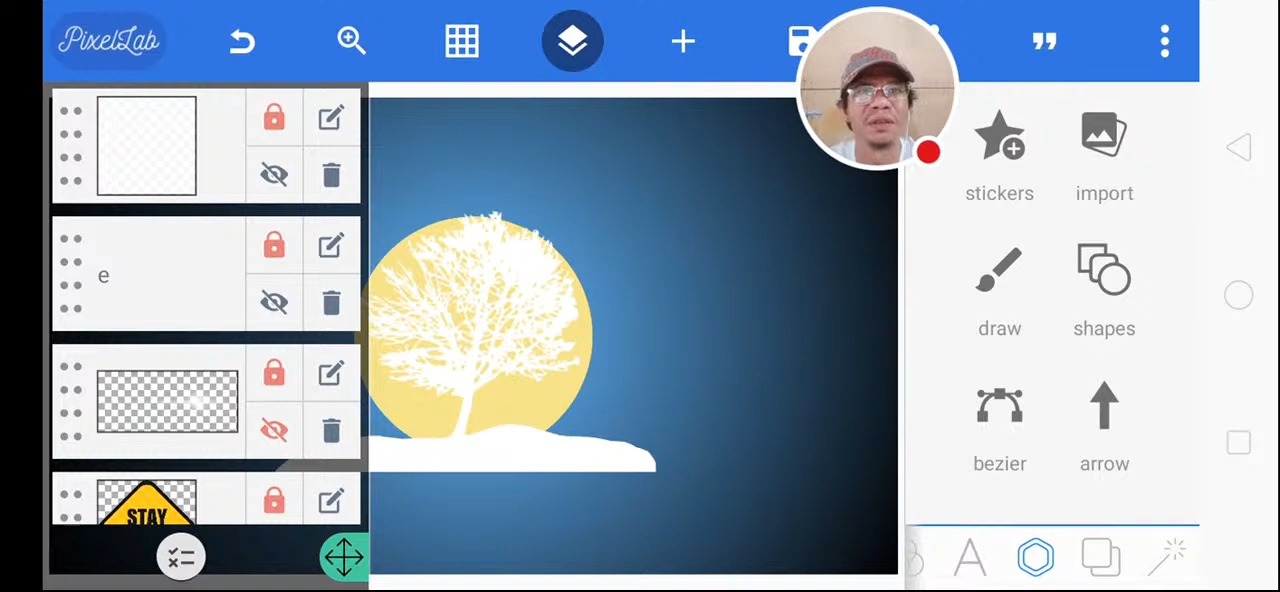 PixelLab
e
STAY
stickers
import
draw
shapes
bezier
arrow
A